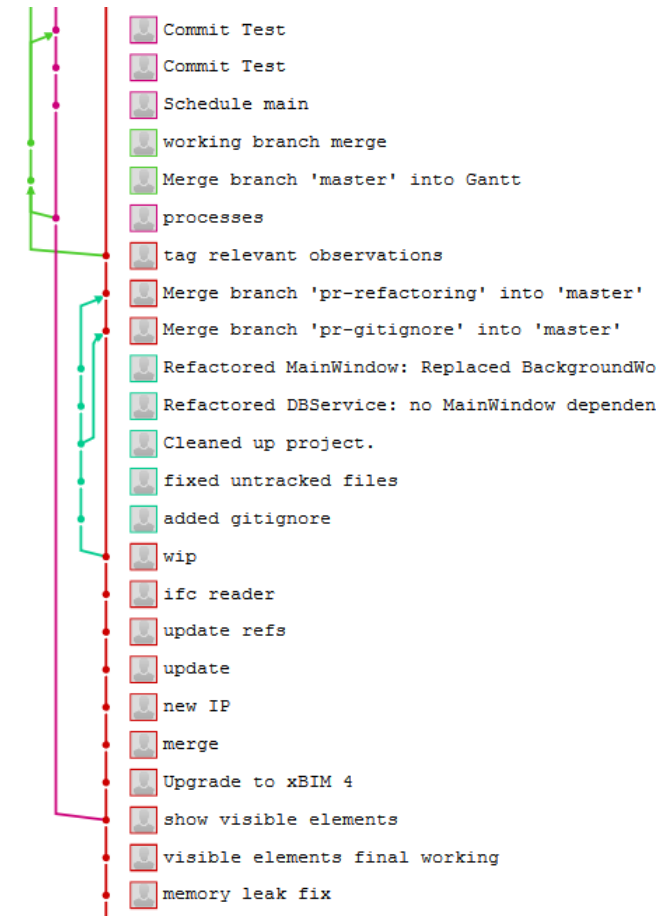 Commit Test
Commit Test
Schedule main
working branch merge
Merge branch 'master' into Gantt
processes
tag relevant observations
Merge branch 'pr-refactoring' into 'master'
Merge branch 'pr-gitignore' into 'master'
Refactored MainWindow: Replaced BackgroundWo
Refactored DBService: no MainWindow dependen
Cleaned up project.
fixed untracked files
added gitignore
wip
ifc reader
update refs
update
new IP
merge
Upgrade to xBIM 4
show visible elements
visible elements final working
memory leak fix